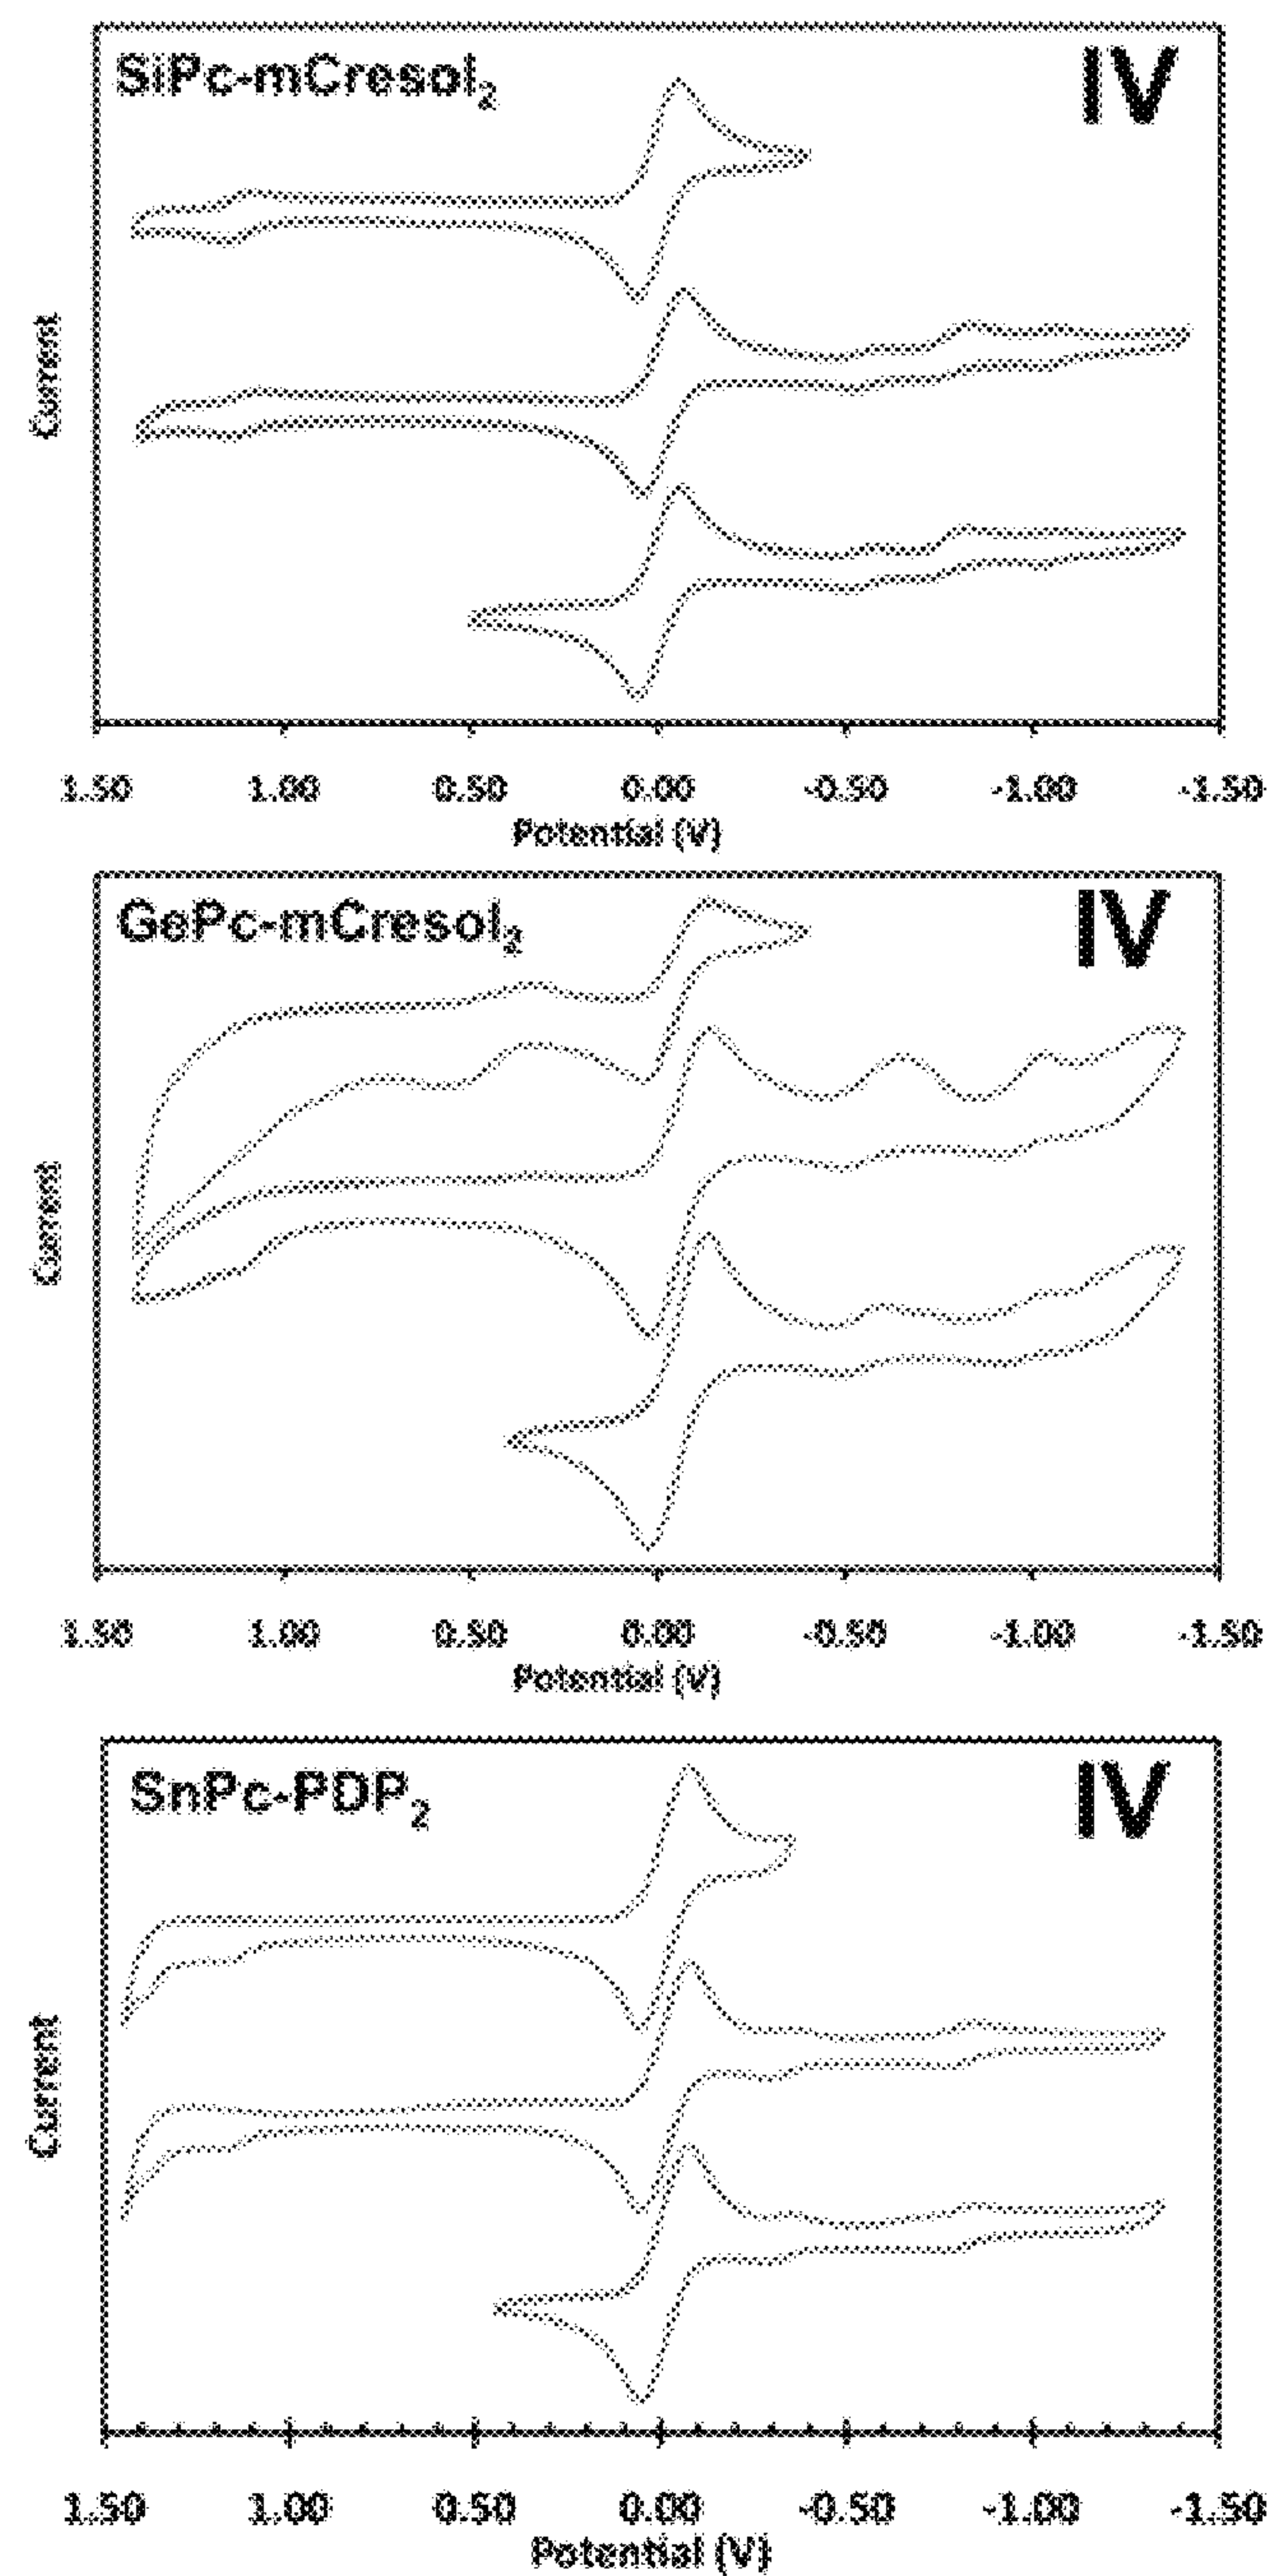 SiPc-mCresol₂ IV
Current
1.50 1.00 0.50 0.00 -0.50 -1.00 -1.50
Potential (V)
GePc-mCresol₂ IV
Current
1.50 1.00 0.50 0.00 -0.50 -1.00 -1.50
Potential (V)
SnPc-PDP₂ IV
Current
1.50 1.00 0.50 0.00 -0.50 -1.00 -1.50
Potential (V)